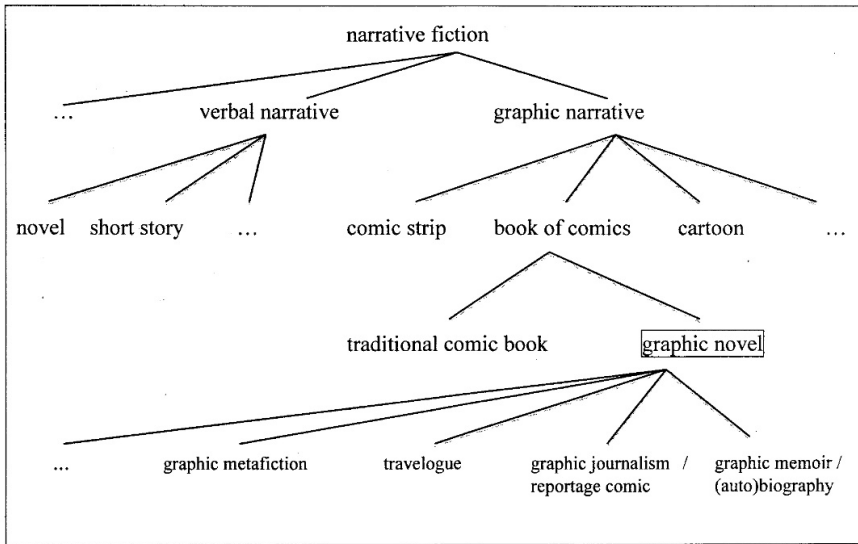 narrative fiction
... verbal narrative graphic narrative
novel short story ... comic strip book of comics cartoon ...
traditional comic book graphic novel
... graphic metafiction travelogue graphic journalism / graphic memoir /
reportage comic (auto)biography